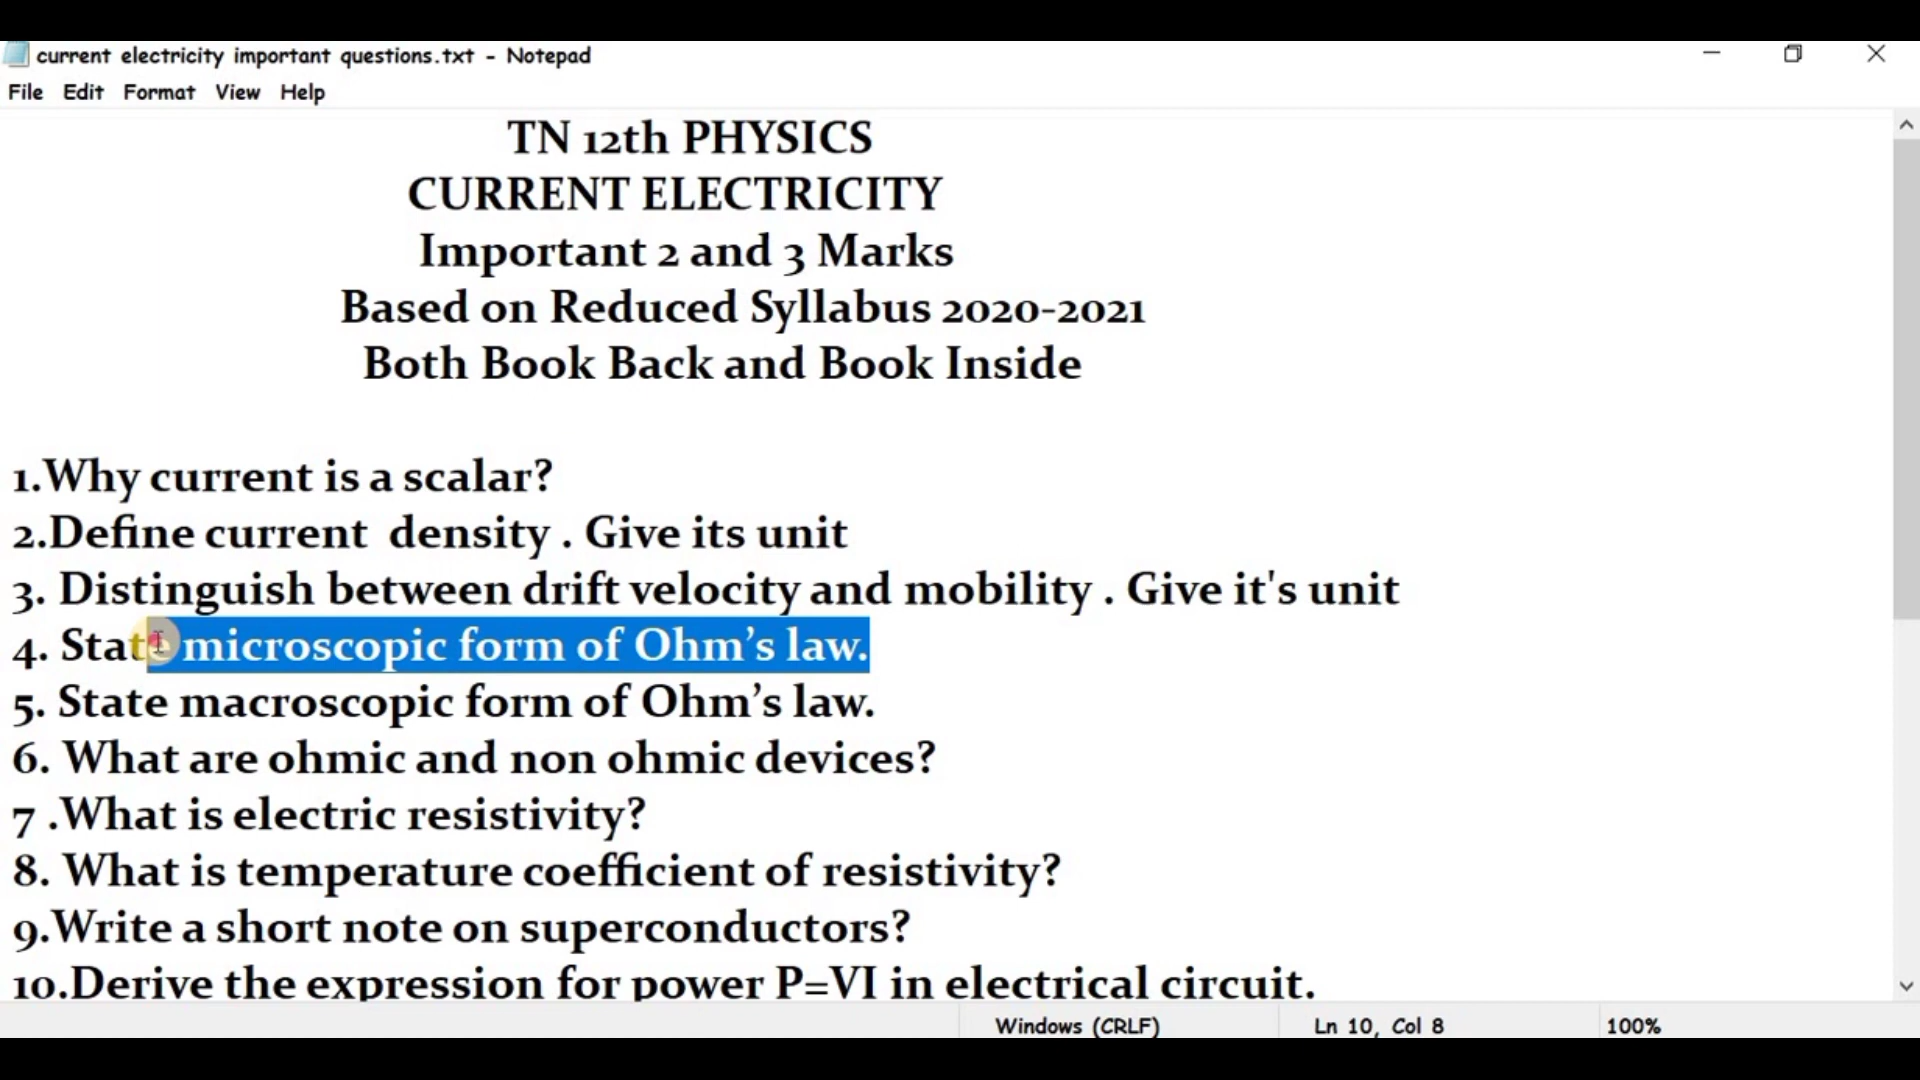 current electricity important questions.txt - Notepad
File Edit Format View Help
TN 12th PHYSICS
CURRENT ELECTRICITY
Important 2 and 3 Marks
Based on Reduced Syllabus 2020-2021
Both Book Back and Book Inside
1.Why current is a scalar?
2.Define current  density . Give its unit
3. Distinguish between drift velocity and mobility . Give it's unit
4. State microscopic form of Ohm’s law.
5. State macroscopic form of Ohm’s law.
6. What are ohmic and non ohmic devices?
7 .What is electric resistivity?
8. What is temperature coefficient of resistivity?
9.Write a short note on superconductors?
10.Derive the expression for power P=VI in electrical circuit.
Windows (CRLF) Ln 10, Col 8 100%